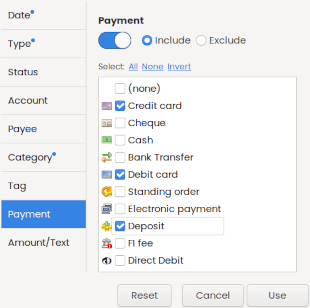 Date
Type
Status
Account
Payee
Category
Tag
Payment
Amount/Text
Payment
Include Exclude
Select: All None Invert
(none)
Credit card
Cheque
Cash
Bank Transfer
Debit card
Standing order
Electronic payment
Deposit
FI fee
Direct Debit
Reset Cancel Use